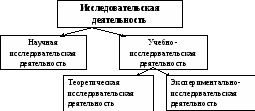 Исследовательская
деятельность
Научная
исследовательская
деятельность
Учебно-
исследовательская
деятельность
Теоретическая
исследовательская
деятельность
Экспериментально-
исследовательская
деятельность